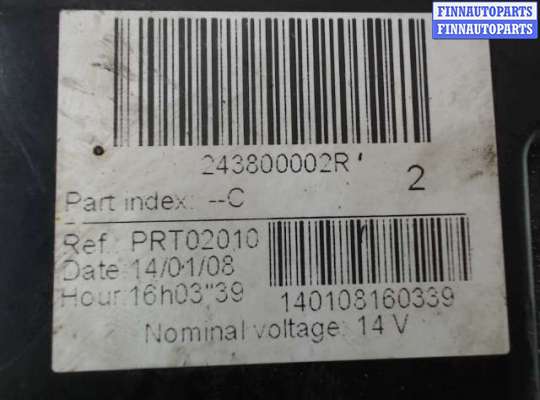 FINNAUTOPARTS
FINNAUTOPARTS
243800002R
2
Part index: --C
Ref.: PRT02010
Date:14/01/08
Hour:16h03"39
140108160339
Nominal voltage: 14 V